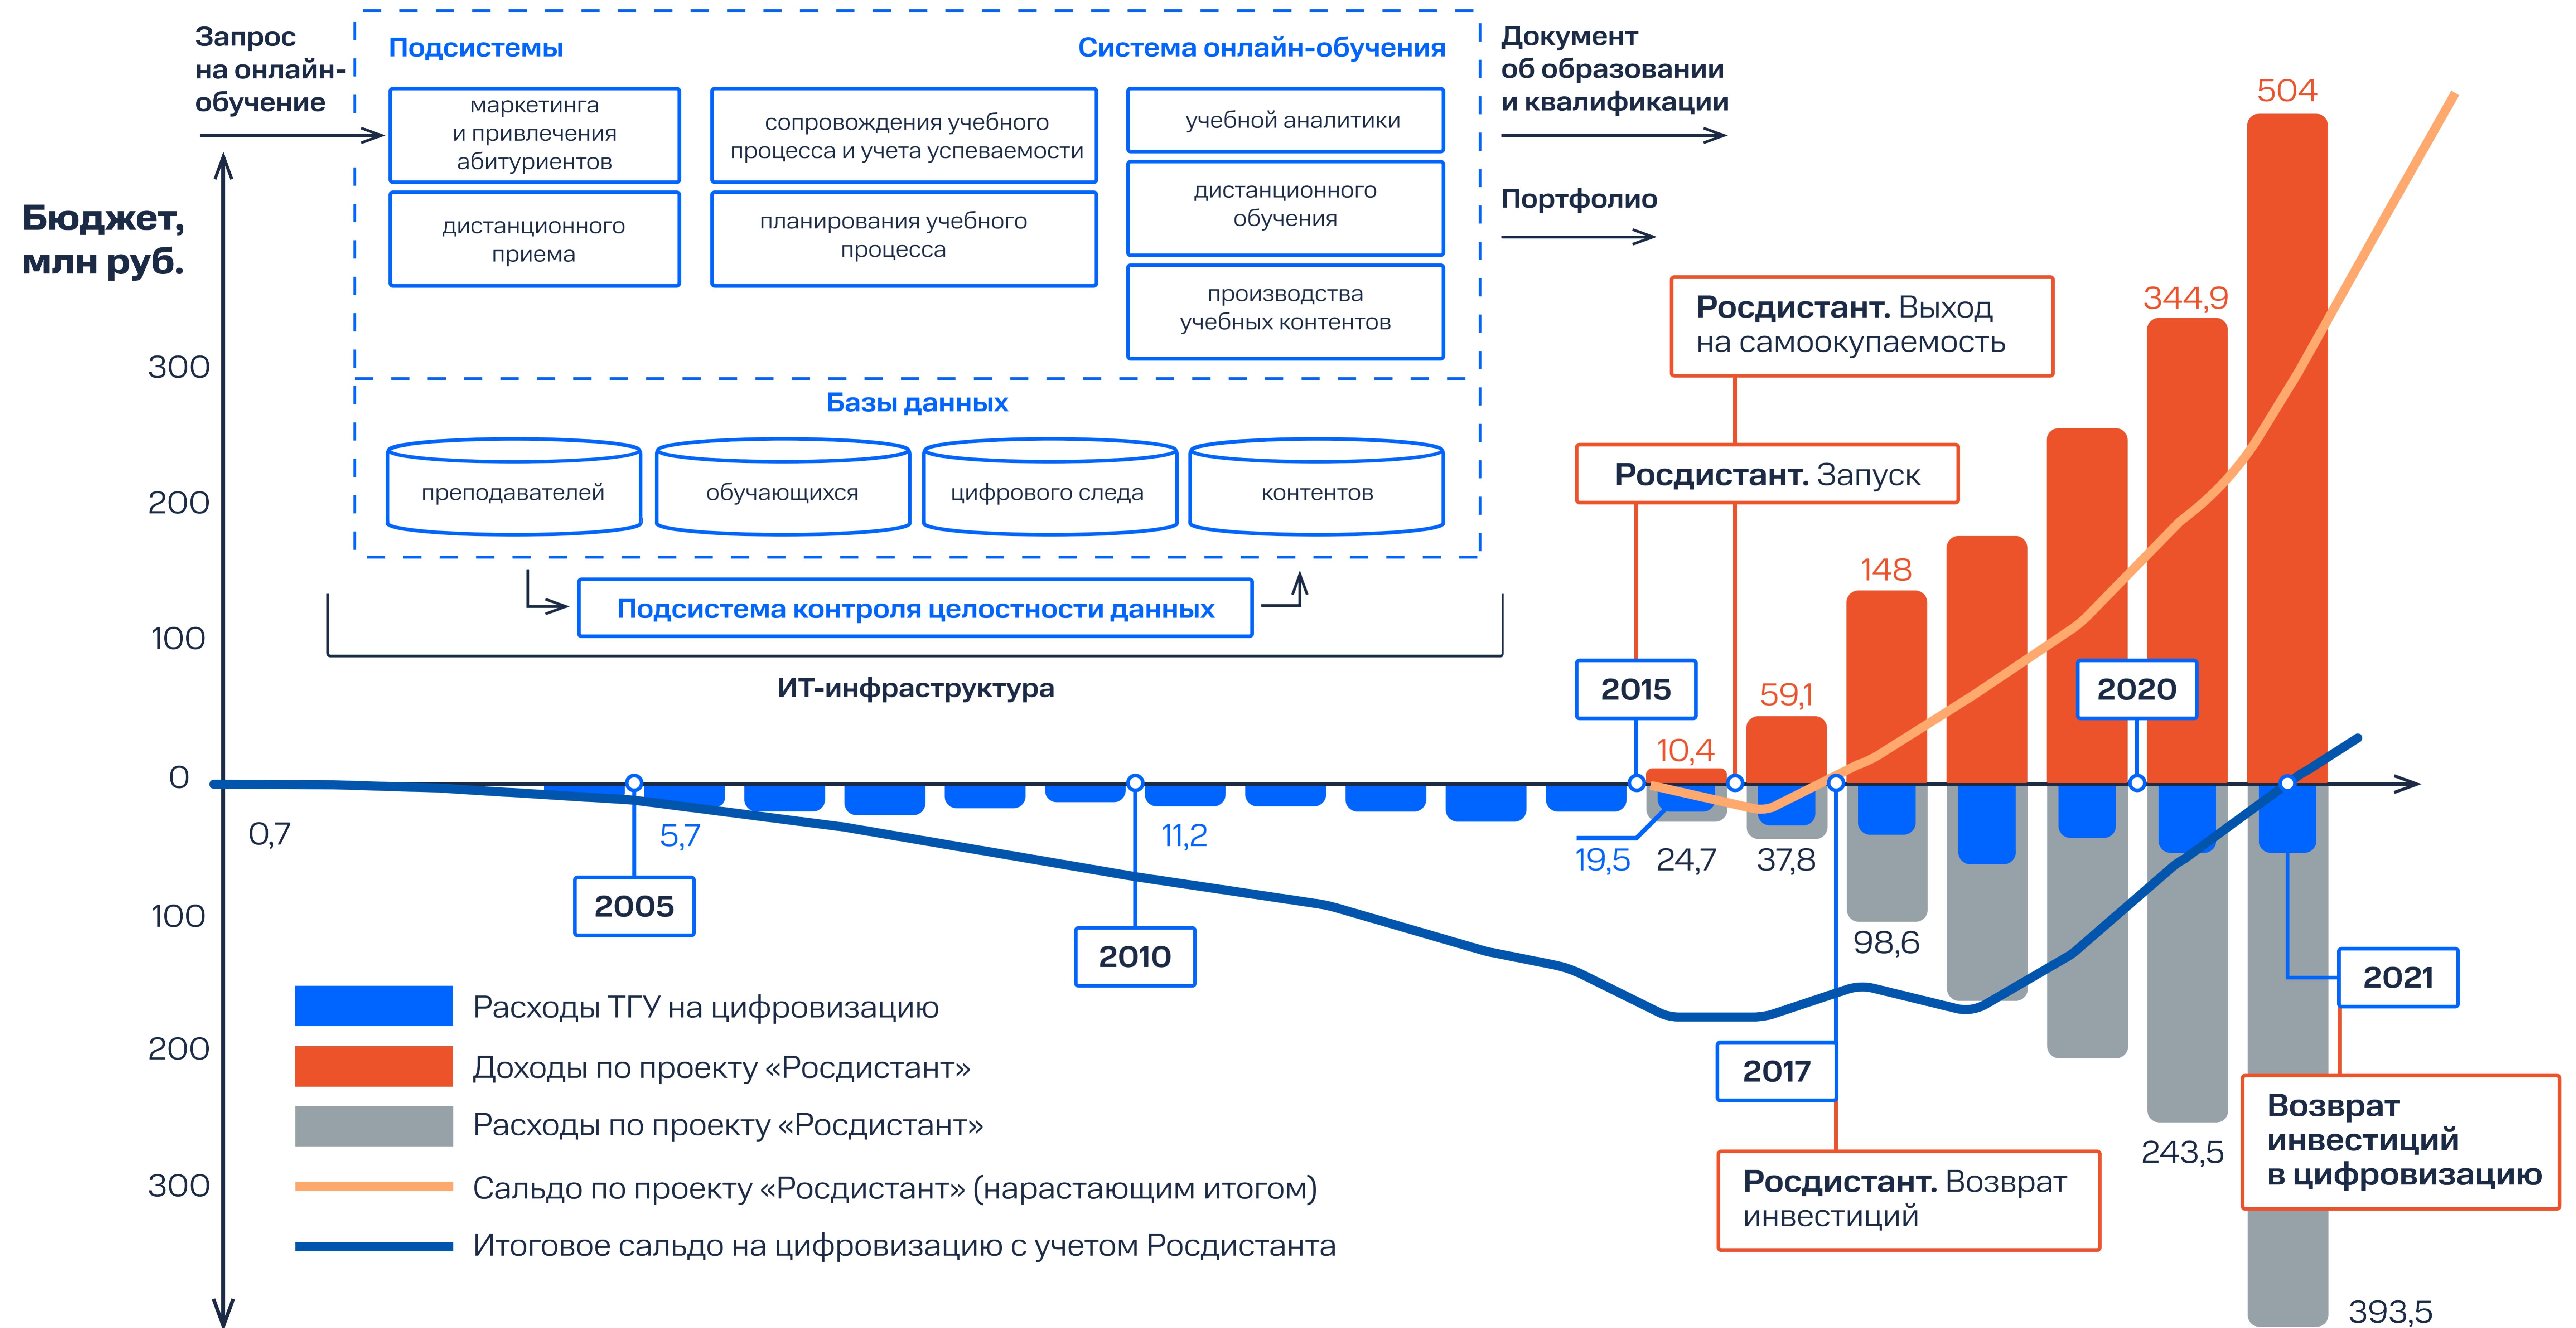 Запрос
на онлайн-
обучение
Подсистемы
Система онлайн-обучения
маркетинга
и привлечения
абитуриентов
дистанционного
приема
сопровождения учебного
процесса и учета успеваемости
планирования учебного
процесса
учебной аналитики
дистанционного
обучения
производства
учебных контентов
Базы данных
преподавателей
обучающихся
цифрового следа
контентов
Подсистема контроля целостности данных
ИТ-инфраструктура
Документ
об образовании
и квалификации
Портфолио
Бюджет,
млн руб.
300
200
100
0
100
200
300
Росдистант. Выход
на самоокупаемость
Росдистант. Запуск
2015
2020
10,4
59,1
148
344,9
504
0,7
5,7
11,2
19,5
24,7
37,8
98,6
243,5
393,5
2005
2010
2017
2021
Росдистант. Возврат
инвестиций
Возврат
инвестиций
в цифровизацию
Расходы ТГУ на цифровизацию
Доходы по проекту «Росдистант»
Расходы по проекту «Росдистант»
Сальдо по проекту «Росдистант» (нарастающим итогом)
Итоговое сальдо на цифровизацию с учетом Росдистанта